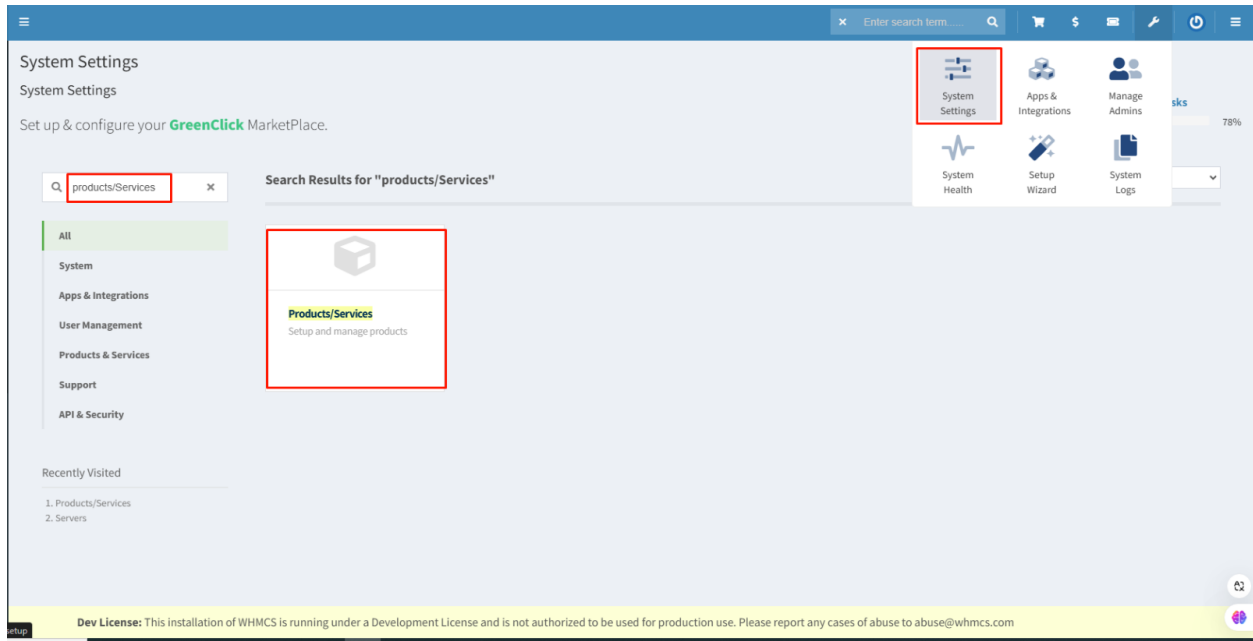 Enter search term......
$
System Settings
System Settings
Set up & configure your GreenClick MarketPlace.
System
Settings
Apps &
Integrations
Manage
Admins
System
Health
Setup
Wizard
System
Logs
sks
78%
products/Services
Search Results for "products/Services"
All
System
Apps & Integrations
User Management
Products & Services
Support
API & Security
Products/Services
Setup and manage products
Recently Visited
1. Products/Services
2. Servers
Dev License: This installation of WHMCS is running under a Development License and is not authorized to be used for production use. Please report any cases of abuse to abuse@whmcs.com
setup